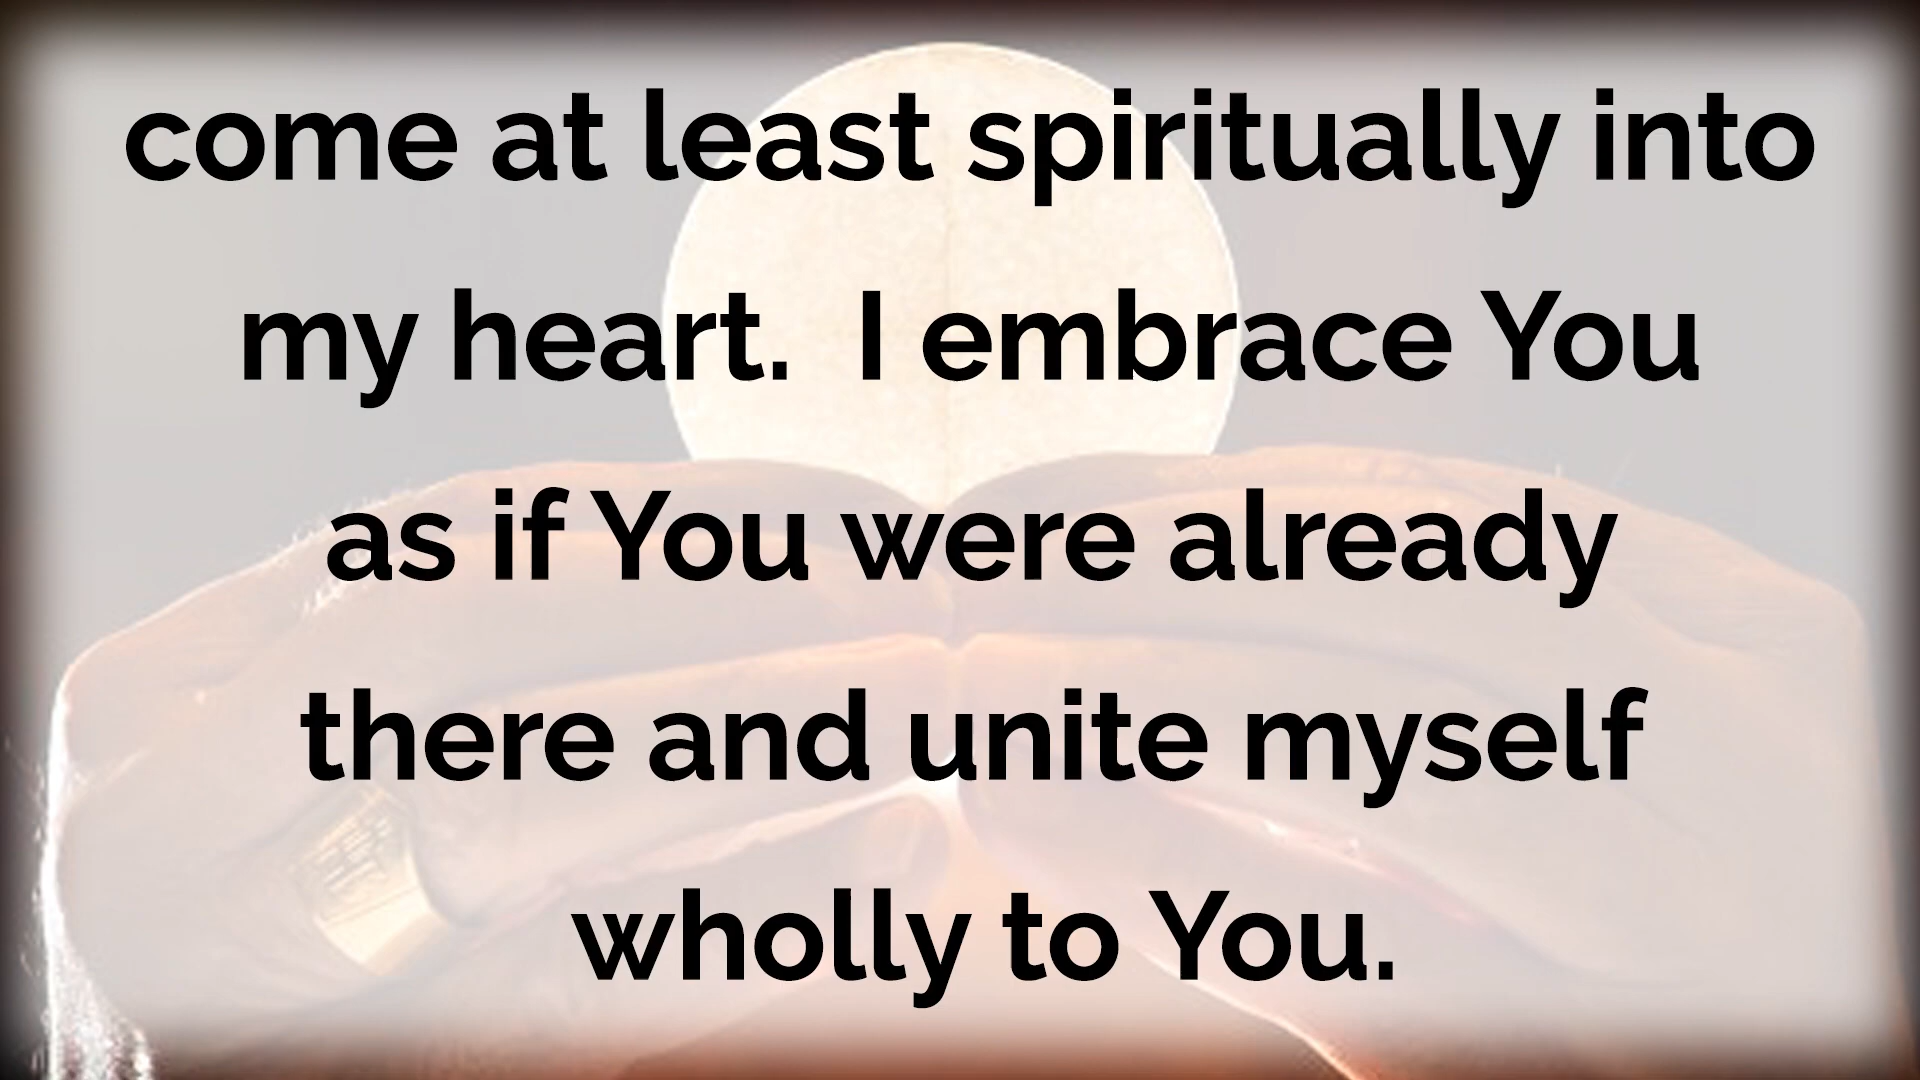 come at least spiritually into
my heart.  I embrace You
as if You were already
there and unite myself
wholly to You.